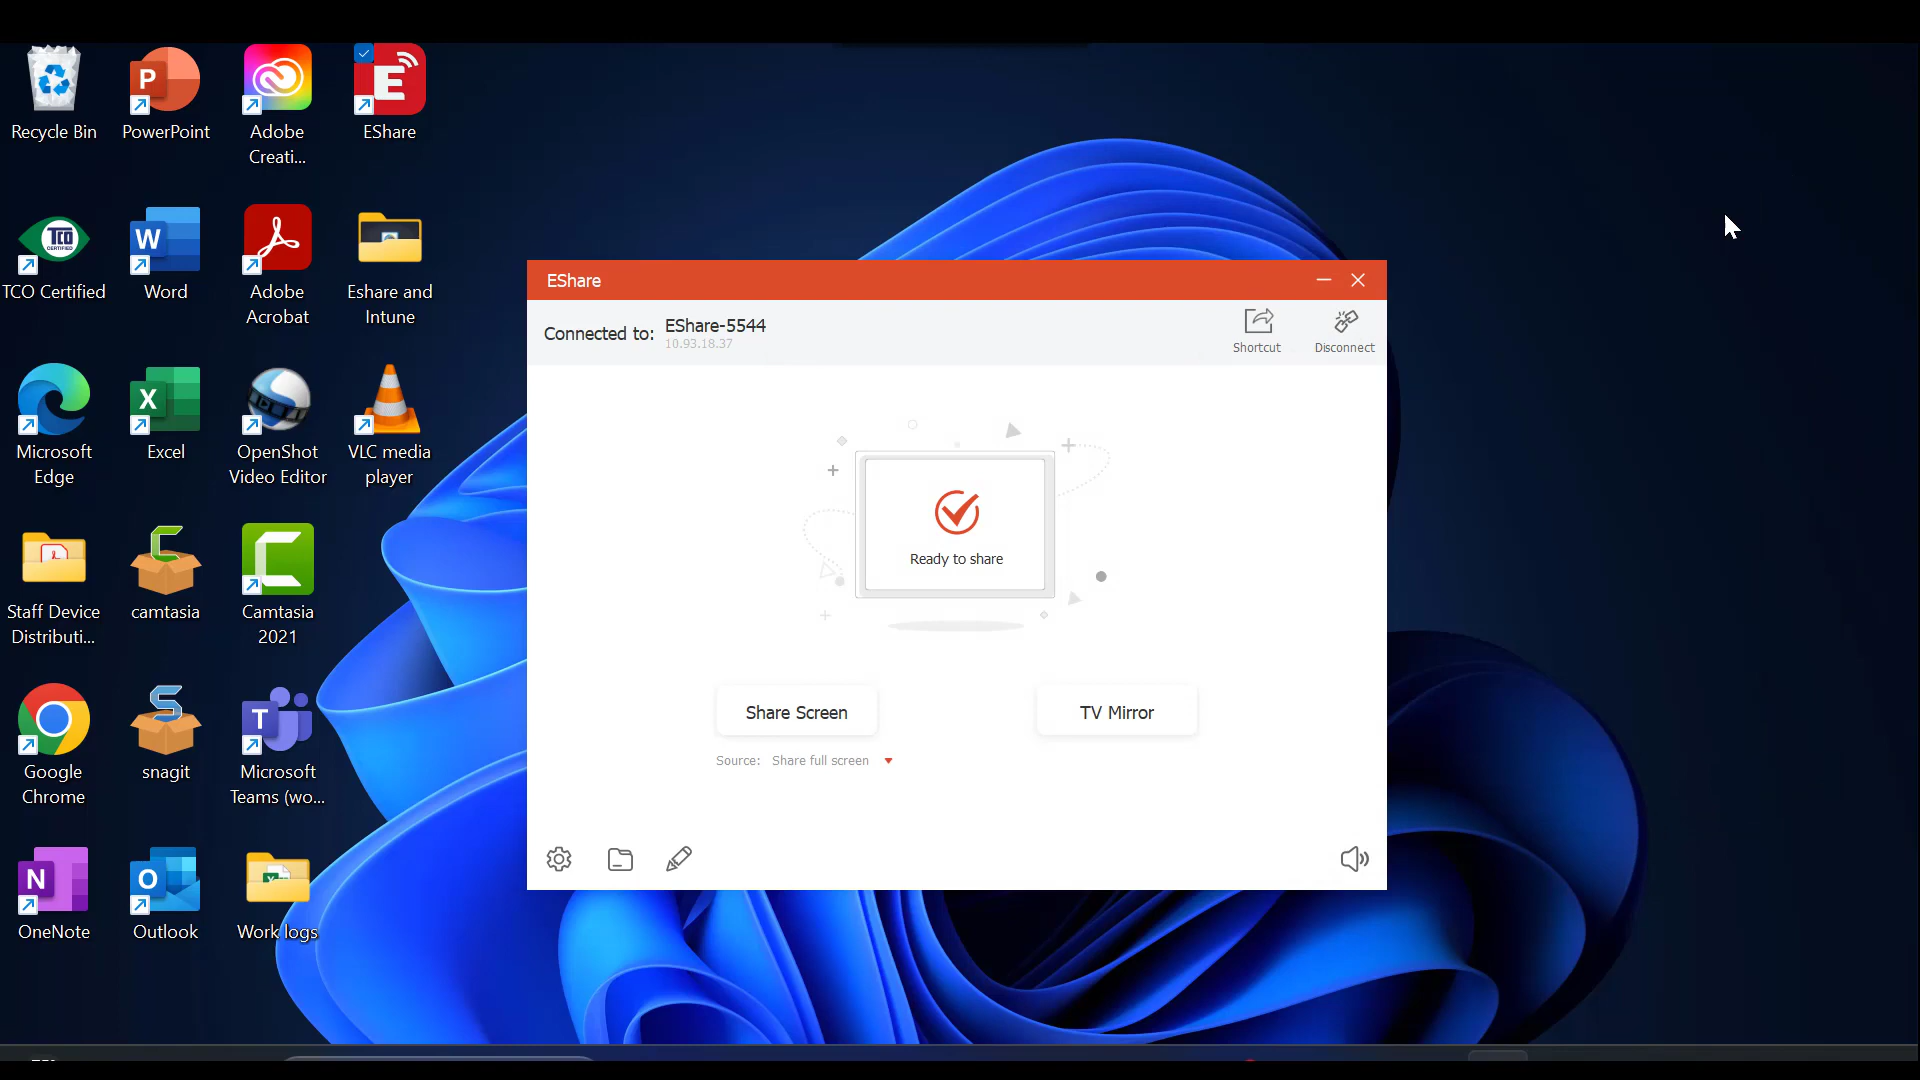 Recycle Bin
PowerPoint
Adobe
Creati...
EShare
TCO Certified
Word
Adobe
Acrobat
Eshare and
Intune
Microsoft
Edge
Excel
OpenShot
Video Editor
VLC media
player
Staff Device
Distributi...
camtasia
Camtasia
2021
Google
Chrome
snagit
Microsoft
Teams (wo...
OneNote
Outlook
Work logs
P
E
TCO
CERTIFIED
W
X
T
N
O
EShare
Connected to:
EShare-5544
10.93.18.37
Shortcut
Disconnect
Ready to share
Share Screen
TV Mirror
Source: Share full screen